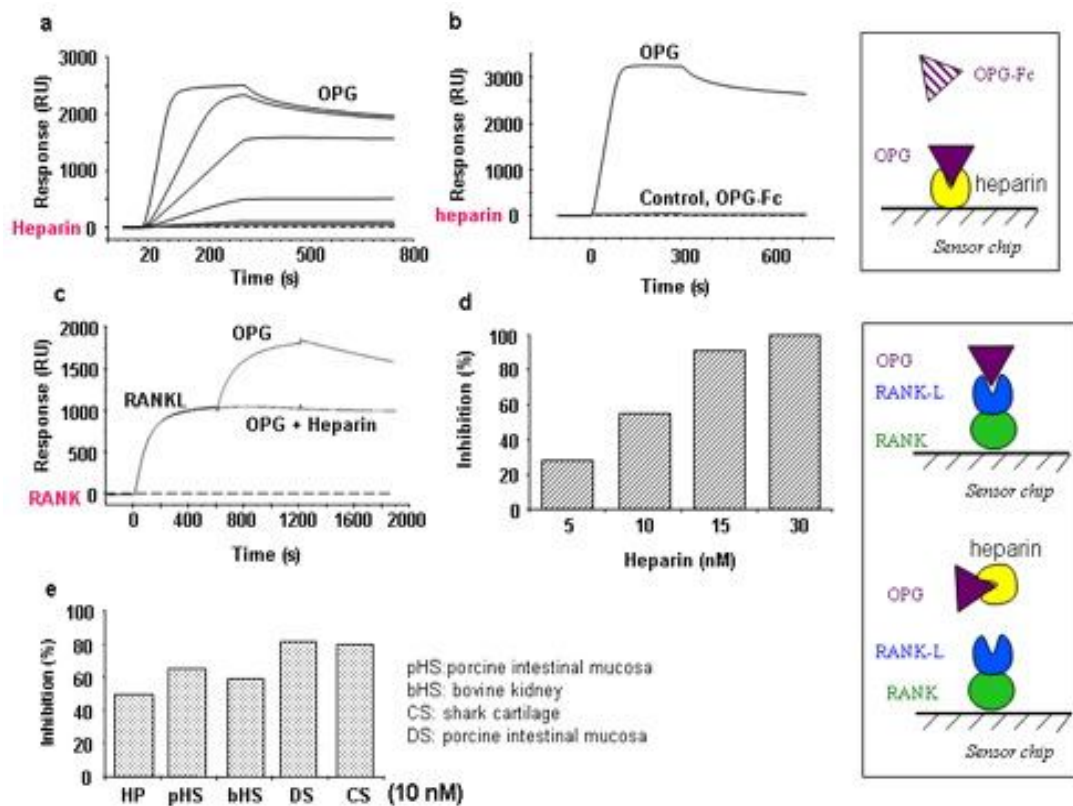 a
3000
2000
1000
0
Response (RU)
Heparin
OPG
20 200 500 800
Time (s)
b
3000
2000
1000
0
Response (RU)
heparin
OPG
Control, OPG-Fc
0 300 600
Time (s)
OPG-Fc
OPG
heparin
Sensor chip
c
2000
1500
1000
500
0
Response (RU)
RANK
OPG
RANKL
OPG + Heparin
0 400 800 1200 1600 2000
Time (s)
d
100
80
60
40
20
0
Inhibition (%)
5 10 15 30
Heparin (nM)
OPG
RANK-L
RANK
Sensor chip
heparin
OPG
RANK-L
RANK
Sensor chip
e
100
80
60
40
20
0
Inhibition (%)
HP pHS bHS DS CS (10 nM)
pHS:porcine intestinal mucosa
bHS: bovine kidney
CS: shark cartilage
DS: porcine intestinal mucosa